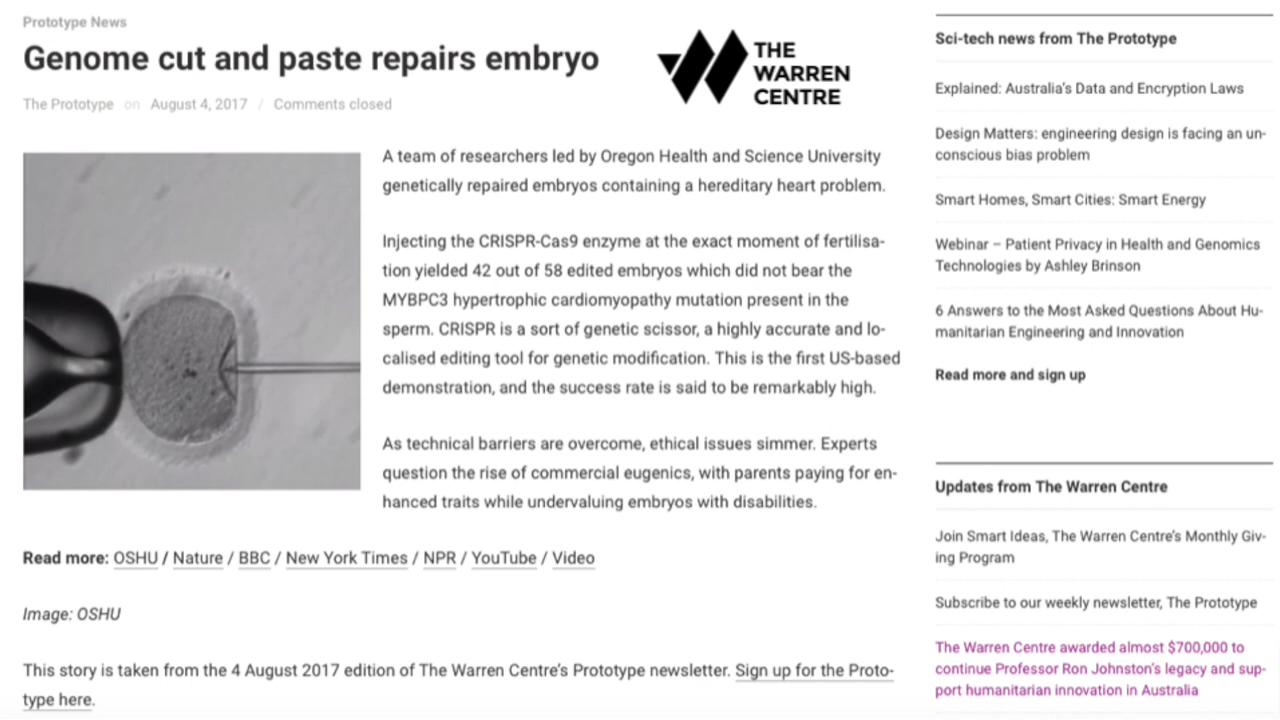 Prototype News
Genome cut and paste repairs embryo
The Prototype on August 4, 2017 / Comments closed
THE
WARREN
CENTRE
A team of researchers led by Oregon Health and Science University
genetically repaired embryos containing a hereditary heart problem.
Injecting the CRISPR-Cas9 enzyme at the exact moment of fertilisa-
tion yielded 42 out of 58 edited embryos which did not bear the
MYBPC3 hypertrophic cardiomyopathy mutation present in the
sperm. CRISPR is a sort of genetic scissor, a highly accurate and lo-
calised editing tool for genetic modification. This is the first US-based
demonstration, and the success rate is said to be remarkably high.
As technical barriers are overcome, ethical issues simmer. Experts
question the rise of commercial eugenics, with parents paying for en-
hanced traits while undervaluing embryos with disabilities.
Read more: OSHU / Nature / BBC / New York Times / NPR / YouTube / Video
Image: OSHU
This story is taken from the 4 August 2017 edition of The Warren Centre's Prototype newsletter. Sign up for the Proto-
type here.
Sci-tech news from The Prototype
Explained: Australia's Data and Encryption Laws
Design Matters: engineering design is facing an un-
conscious bias problem
Smart Homes, Smart Cities: Smart Energy
Webinar – Patient Privacy in Health and Genomics
Technologies by Ashley Brinson
6 Answers to the Most Asked Questions About Hu-
manitarian Engineering and Innovation
Read more and sign up
Updates from The Warren Centre
Join Smart Ideas, The Warren Centre's Monthly Giv-
ing Program
Subscribe to our weekly newsletter, The Prototype
The Warren Centre awarded almost $700,000 to
continue Professor Ron Johnston's legacy and sup-
port humanitarian innovation in Australia